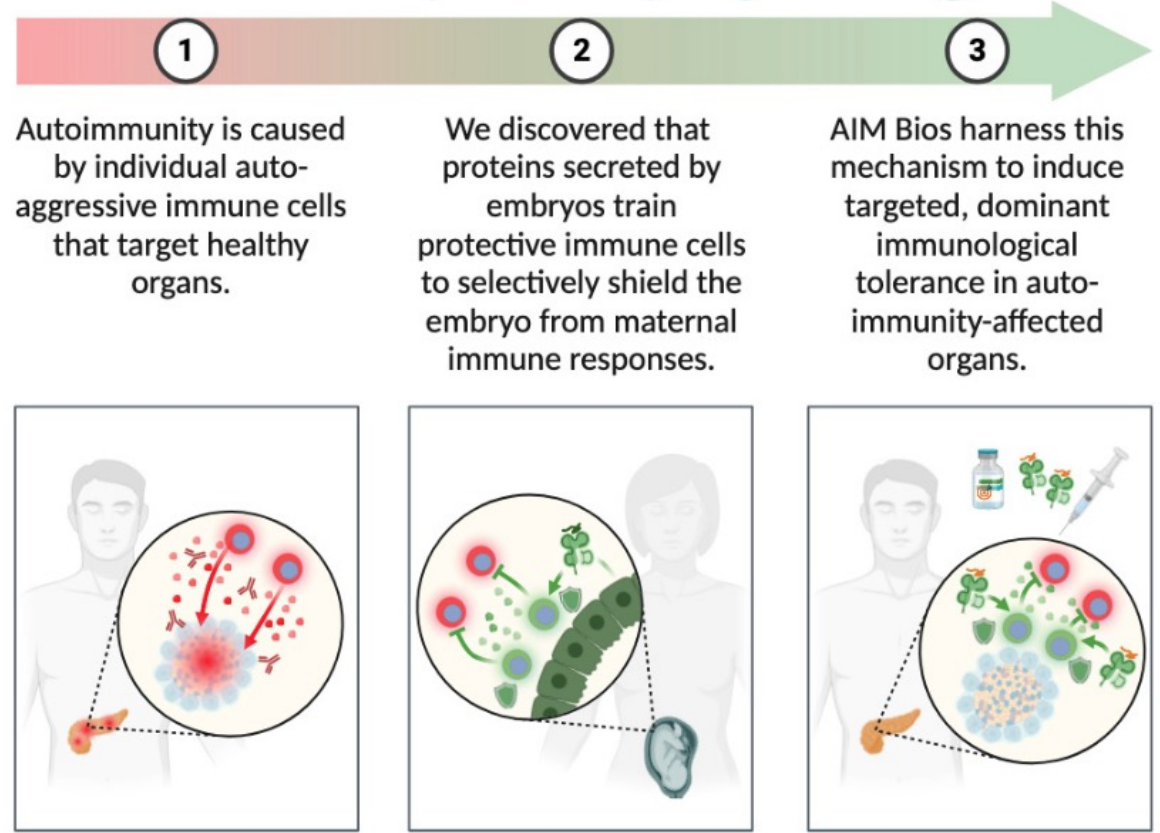 1
2
3
Autoimmunity is caused
by individual auto-
aggressive immune cells
that target healthy
organs.
We discovered that
proteins secreted by
embryos train
protective immune cells
to selectively shield the
embryo from maternal
immune responses.
AIM Bios harness this
mechanism to induce
targeted, dominant
immunological
tolerance in auto-
immunity-affected
organs.